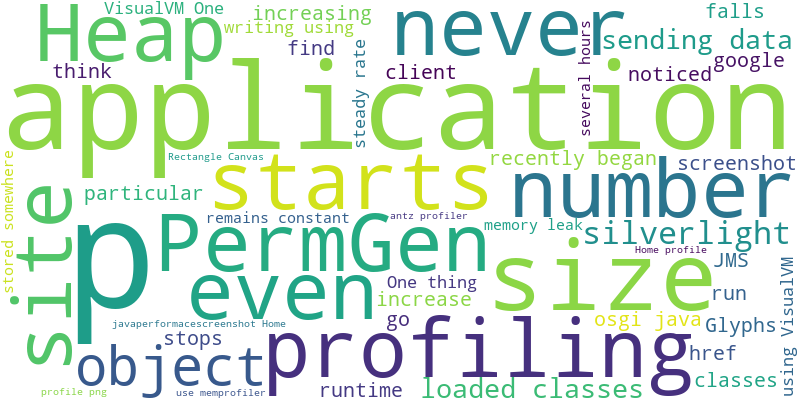 VisualVM One
increasing
falls
writing using
Heap
never
sending data
find
think
client
noticed
google
steady rate
several hours
application
Rectangle Canvas
recently began
screenshot
starts
number
particular
stored somewhere
site
p
remains constant
antz profiler
memory leak
silverlight
PermGen
Home profile
even
size
One thing
JMS
increase
run
using VisualVM
javaperformacescreenshot Home
go
osgi java
Glyphs
stops
profiling
object
href
runtime
loaded classes
classes
profile png
use memprofiler